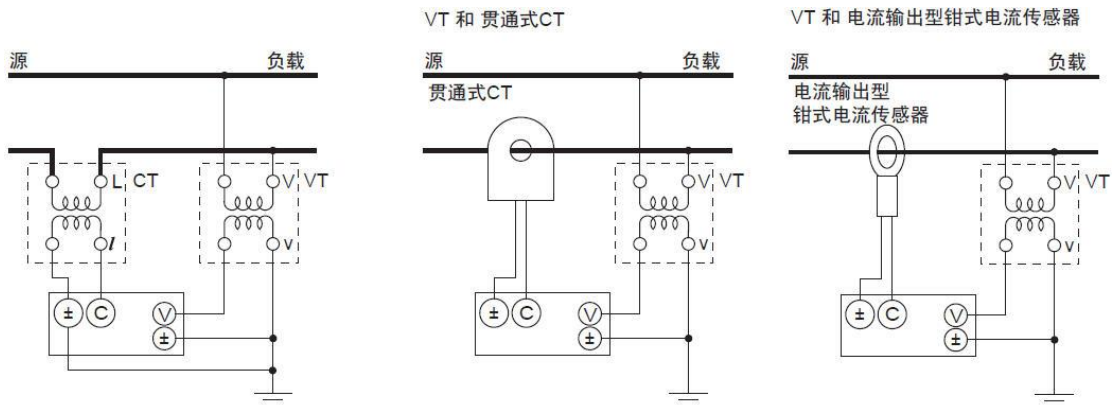 VT 和 贯通式CT
VT 和 电流输出型钳式电流传感器
源 负载
源 负载
源 负载
贯通式CT
电流输出型
钳式电流传感器
L CT V VT
l v
± C V
±
V VT
v
± C V
±
V VT
v
± C V
±